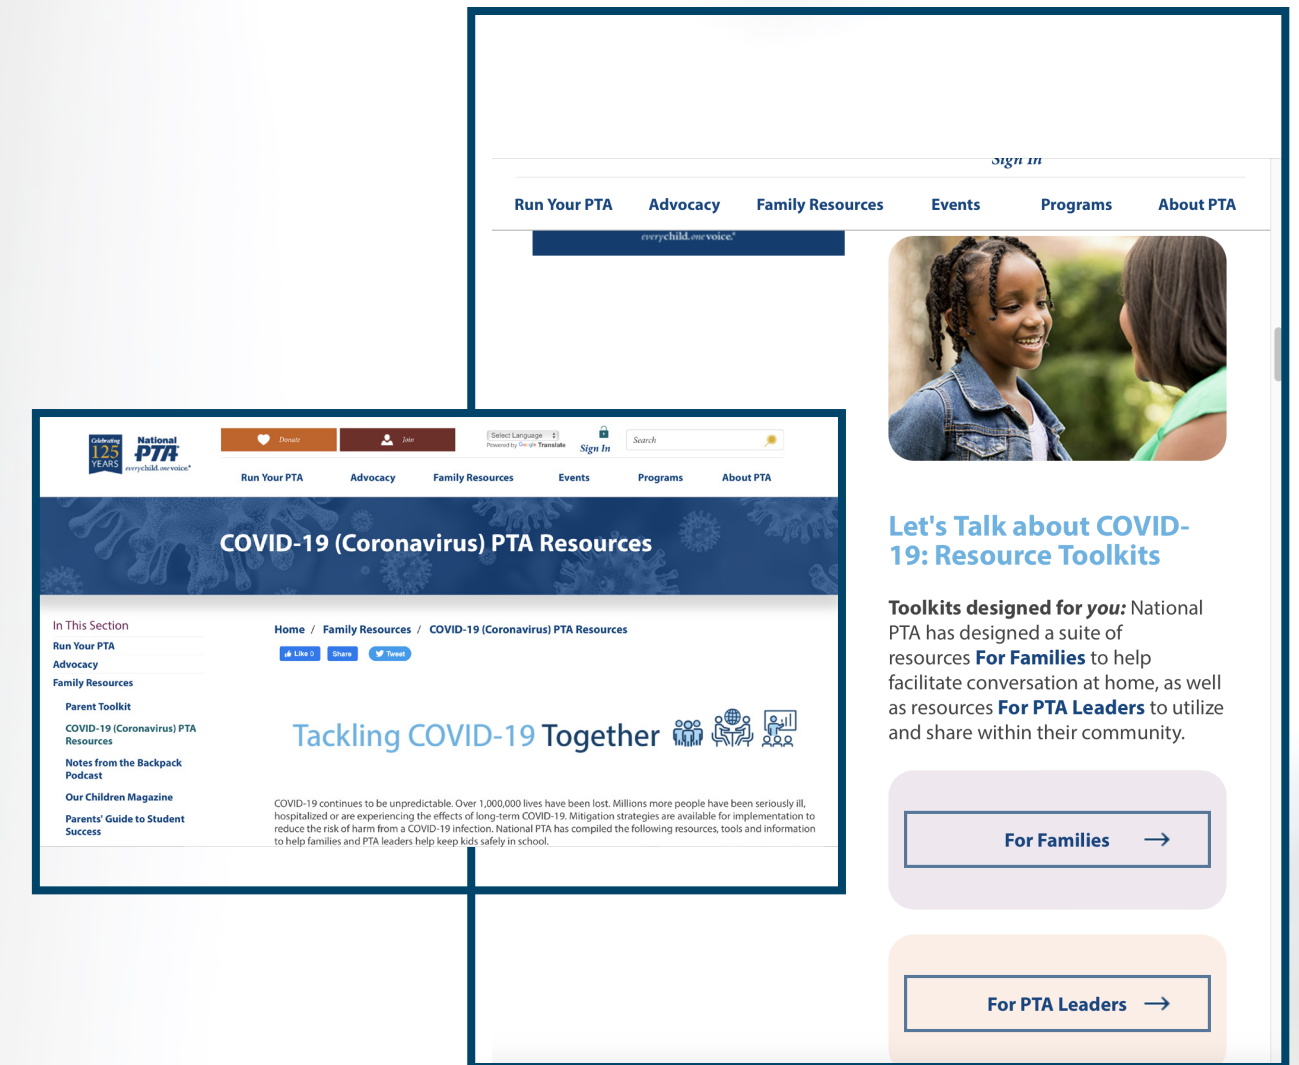 Sign In
Run Your PTA Advocacy Family Resources Events Programs About PTA
everychild.onevoice.®
Let's Talk about COVID-
19: Resource Toolkits
Toolkits designed for you: National
PTA has designed a suite of
resources For Families to help
facilitate conversation at home, as well
as resources For PTA Leaders to utilize
and share within their community.
For Families →
For PTA Leaders →
Celebrating
125
YEARS
National
PTA®
everychild.onevoice.®
Donate
Join
Select Language
Powered by Google Translate
Sign In
Search
Run Your PTA Advocacy Family Resources Events Programs About PTA
COVID-19 (Coronavirus) PTA Resources
In This Section
Run Your PTA
Advocacy
Family Resources
Parent Toolkit
COVID-19 (Coronavirus) PTA
Resources
Notes from the Backpack
Podcast
Our Children Magazine
Parents' Guide to Student
Success
Home / Family Resources / COVID-19 (Coronavirus) PTA Resources
Like 0 Share Tweet
Tackling COVID-19 Together
COVID-19 continues to be unpredictable. Over 1,000,000 lives have been lost. Millions more people have been seriously ill,
hospitalized or are experiencing the effects of long-term COVID-19. Mitigation strategies are available for implementation to
reduce the risk of harm from a COVID-19 infection. National PTA has compiled the following resources, tools and information
to help families and PTA leaders help keep kids safely in school.